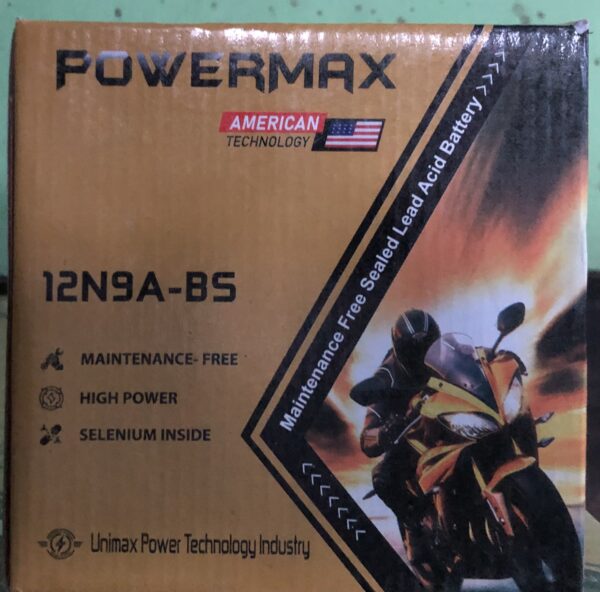 POWERMAX
AMERICAN
TECHNOLOGY
Maintenance Free Sealed Lead Acid Battery
12N9A-BS
MAINTENANCE- FREE
HIGH POWER
SELENIUM INSIDE
Unimax Power Technology Industry